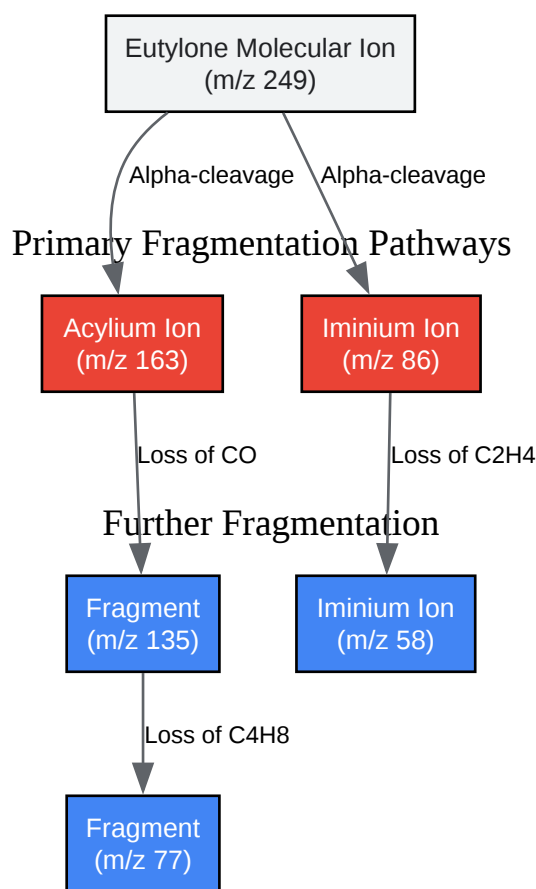 Eutylone Molecular Ion
(m/z 249)
Alpha-cleavage
Alpha-cleavage
Primary Fragmentation Pathways
Acylium Ion
(m/z 163)
Iminium Ion
(m/z 86)
Loss of CO
Loss of C2H4
Further Fragmentation
Fragment
(m/z 135)
Iminium Ion
(m/z 58)
Loss of C4H8
Fragment
(m/z 77)